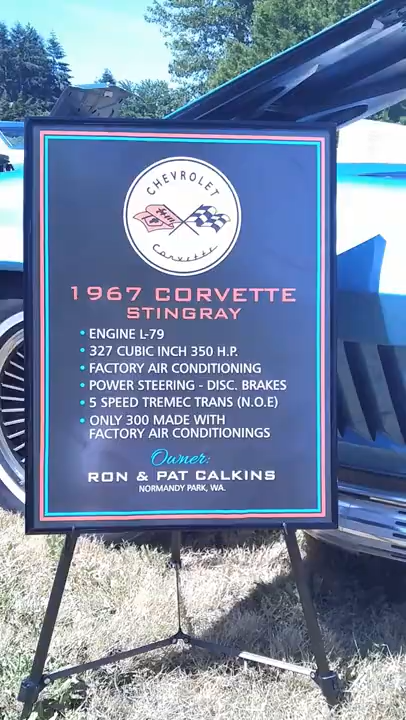 CHEVROLET
Corvette
1967 CORVETTE
STINGRAY
• ENGINE L-79
• 327 CUBIC INCH 350 H.P.
• FACTORY AIR CONDITIONING
• POWER STEERING - DISC. BRAKES
• 5 SPEED TREMEC TRANS (N.O.E)
• ONLY 300 MADE WITH
FACTORY AIR CONDITIONINGS
Owner:
RON & PAT CALKINS
NORMANDY PARK, WA.